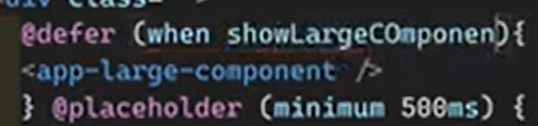 @defer (when showLargeCOmponen){
<app-large-component />
} @placeholder (minimum 500ms) {